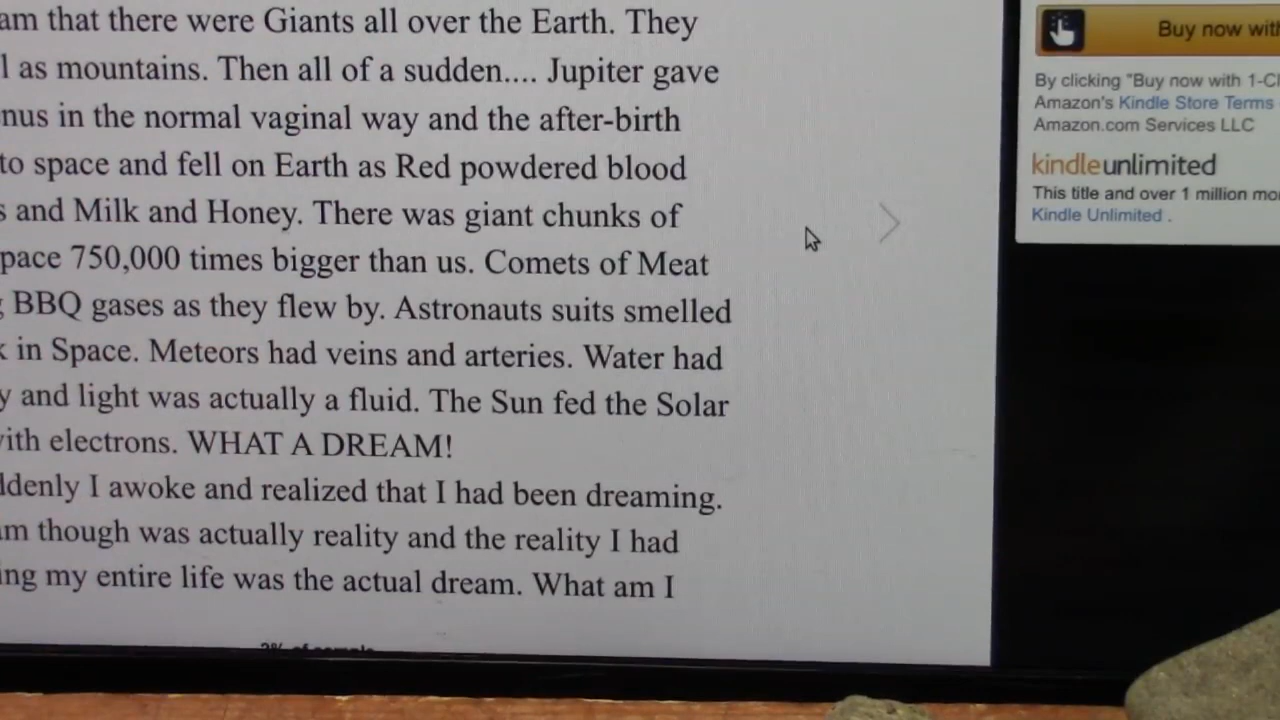 am that there were Giants all over the Earth. They
l as mountains. Then all of a sudden.... Jupiter gave
nus in the normal vaginal way and the after-birth
to space and fell on Earth as Red powdered blood
s and Milk and Honey. There was giant chunks of
pace 750,000 times bigger than us. Comets of Meat
BBQ gases as they flew by. Astronauts suits smelled
in Space. Meteors had veins and arteries. Water had
y and light was actually a fluid. The Sun fed the Solar
ith electrons. WHAT A DREAM!
ddenly I awoke and realized that I had been dreaming.
am though was actually reality and the reality I had
ing my entire life was the actual dream. What am I
Buy now with
By clicking "Buy now with 1-Cl
Amazon's Kindle Store Terms
Amazon.com Services LLC
kindleunlimited
This title and over 1 million mo
Kindle Unlimited .